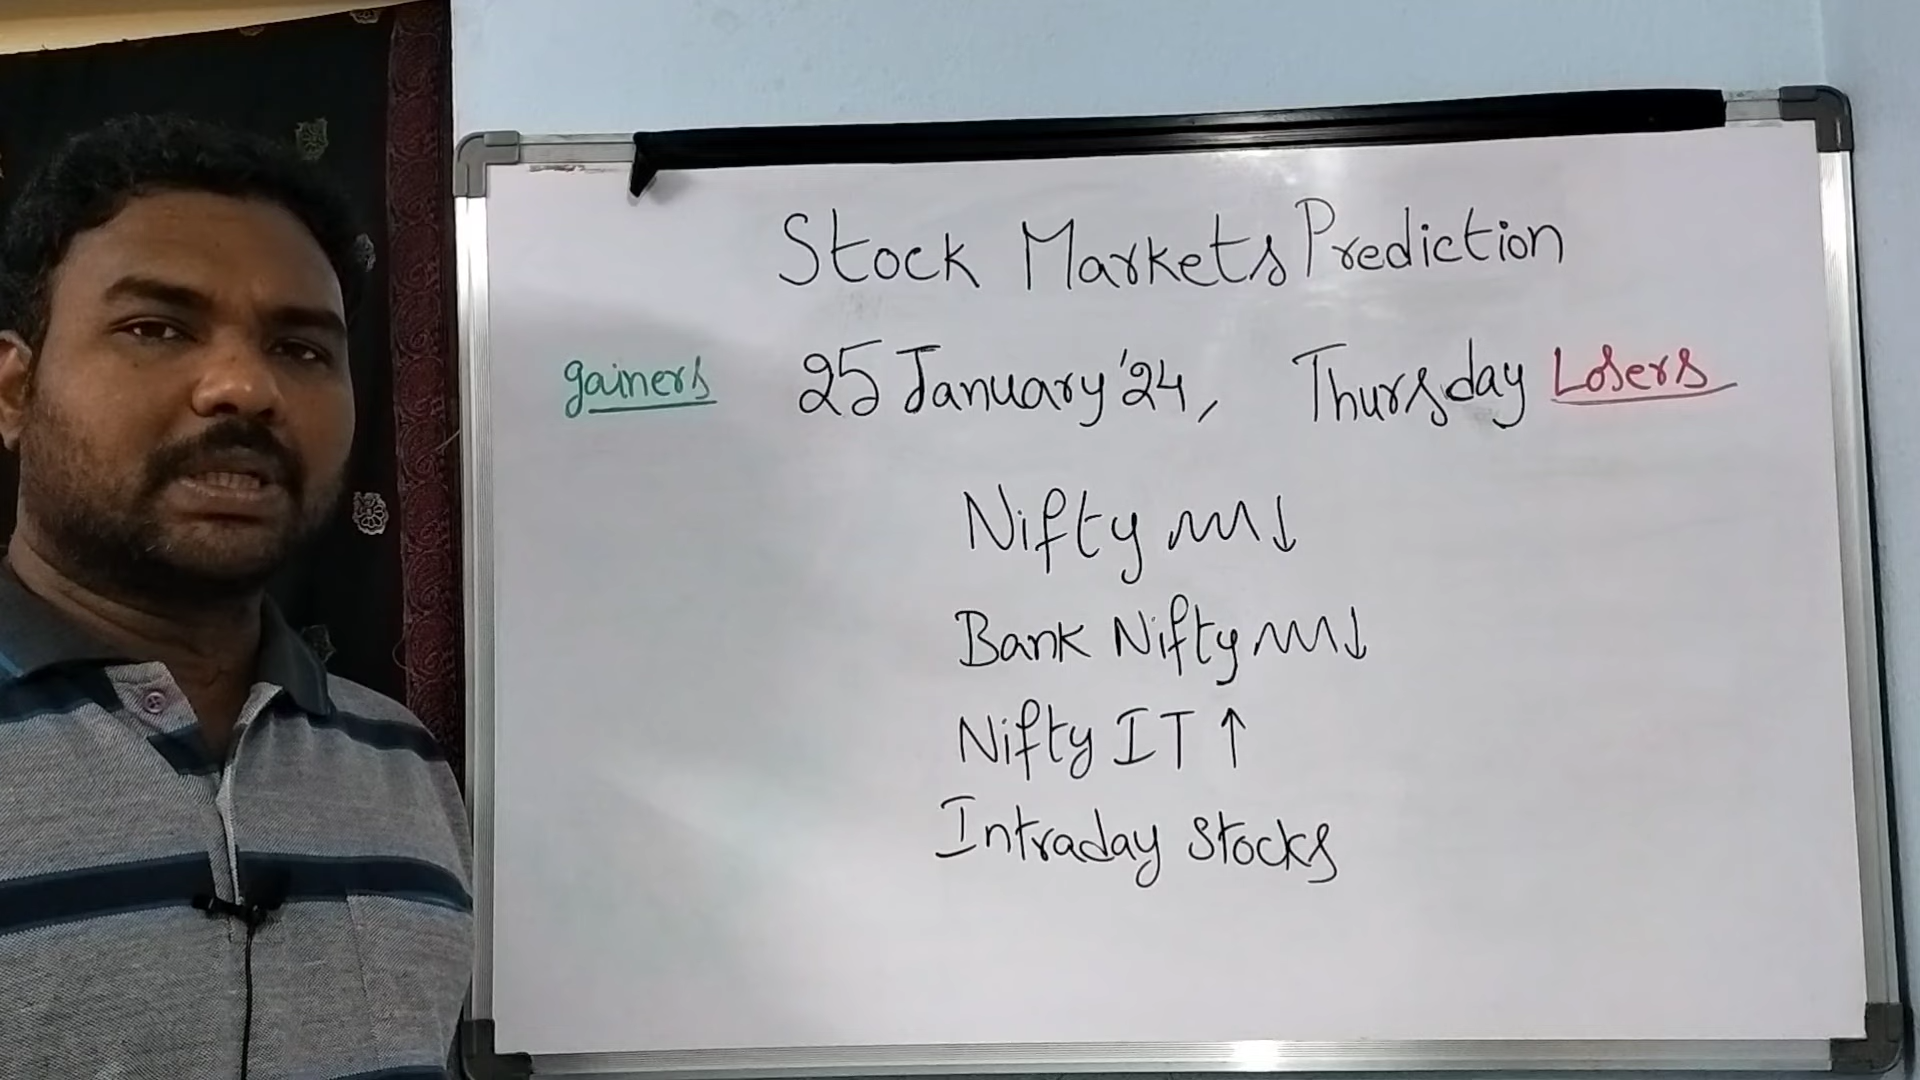 Stock Markets Prediction
gainers 25 January '24, Thursday Losers
Nifty ↓
Bank Nifty ↓
Nifty IT ↑
Intraday Stocks